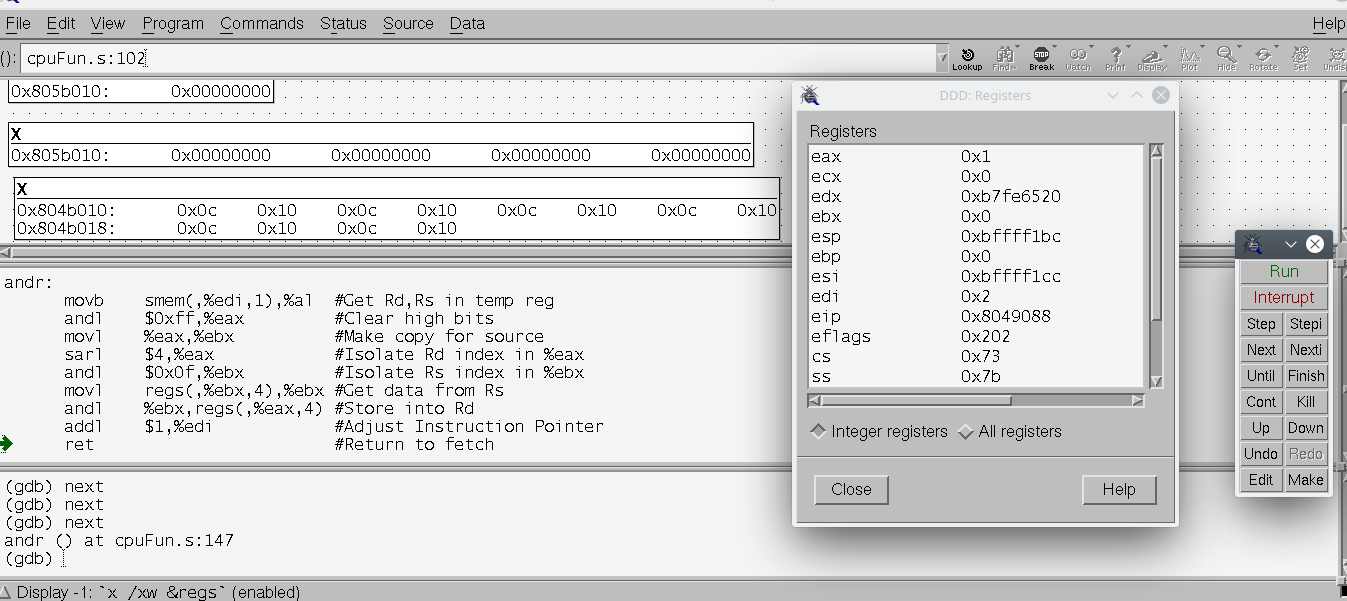 File Edit View Program Commands Status Source Data Help
(): cpuFun.s:102 Lookup Find» Break Watch Print Display Plot Hide Rotate Set Undis
0x805b010: 0x00000000
X
0x805b010: 0x00000000 0x00000000 0x00000000 0x00000000
X
0x804b010: 0x0c 0x10 0x0c 0x10 0x0c 0x10 0x0c 0x10
0x804b018: 0x0c 0x10 0x0c 0x10
andr:
movb smem(,%edi,1),%al #Get Rd,Rs in temp reg
andl $0xff,%eax #Clear high bits
movl %eax,%ebx #Make copy for source
sarl $4,%eax #Isolate Rd index in %eax
andl $0x0f,%ebx #Isolate Rs index in %ebx
movl regs(,%ebx,4),%ebx #Get data from Rs
andl %ebx,regs(,%eax,4) #Store into Rd
addl $1,%edi #Adjust Instruction Pointer
ret #Return to fetch
(gdb) next
(gdb) next
(gdb) next
andr () at cpuFun.s:147
(gdb)
Display -1: `x /xw &regs` (enabled)
DDD: Registers
Registers
eax 0x1
ecx 0x0
edx 0xb7fe6520
ebx 0x0
esp 0xbffff1bc
ebp 0x0
esi 0xbffff1cc
edi 0x2
eip 0x8049088
eflags 0x202
cs 0x73
ss 0x7b
Integer registers All registers
Close Help
Run
Interrupt
Step Stepi
Next Nexti
Until Finish
Cont Kill
Up Down
Undo Redo
Edit Make